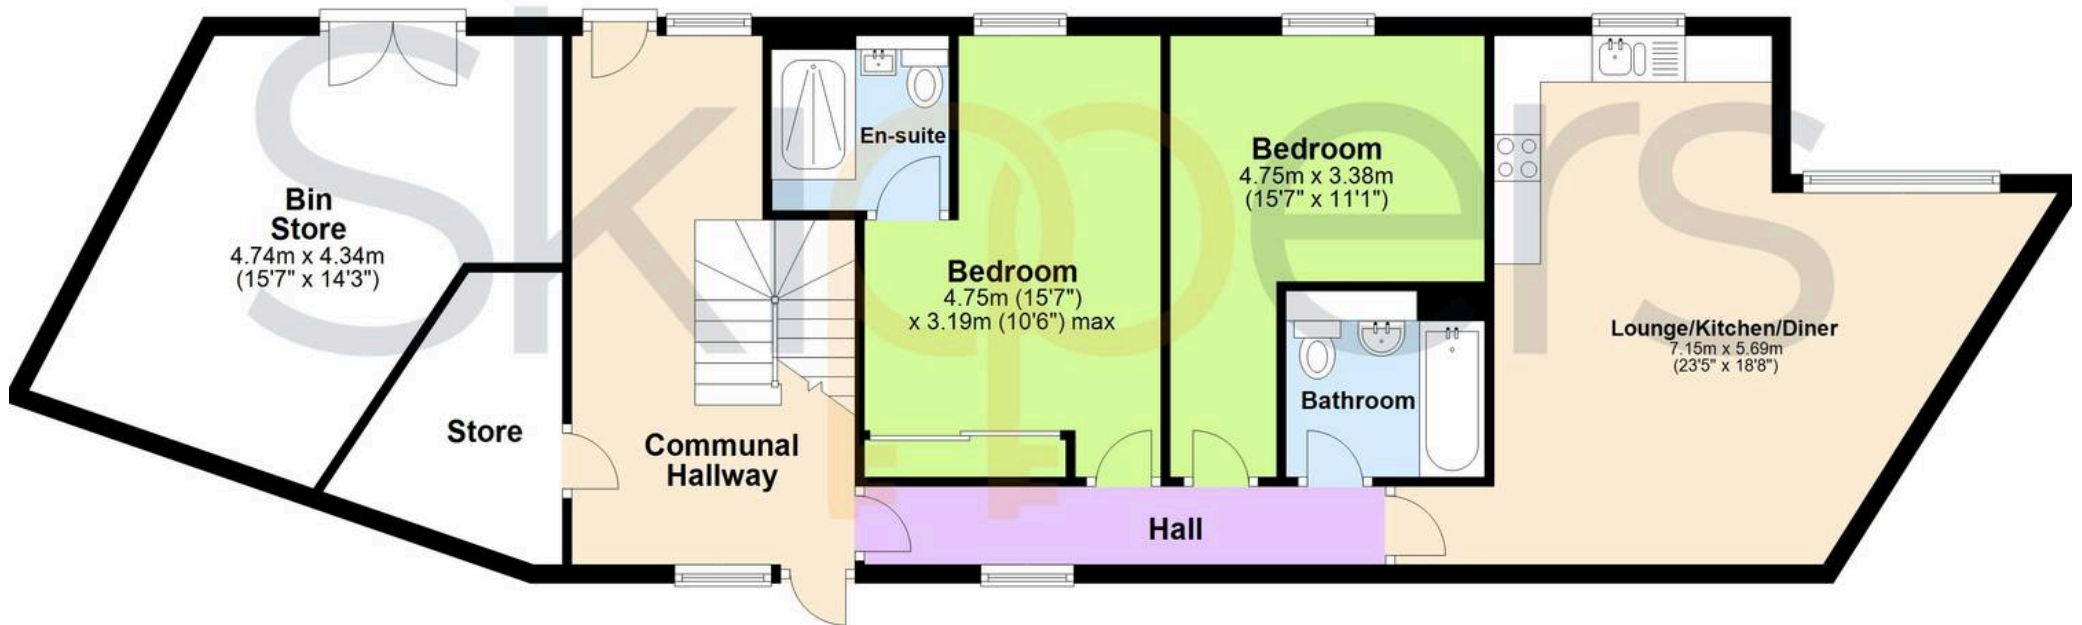 Skippers
Bin
Store
4.74m x 4.34m
(15'7" x 14'3")
Store
Communal
Hallway
En-suite
Bedroom
4.75m (15'7")
x 3.19m (10'6") max
Bedroom
4.75m x 3.38m
(15'7" x 11'1")
Bathroom
Hall
Lounge/Kitchen/Diner
7.15m x 5.69m
(23'5" x 18'8")